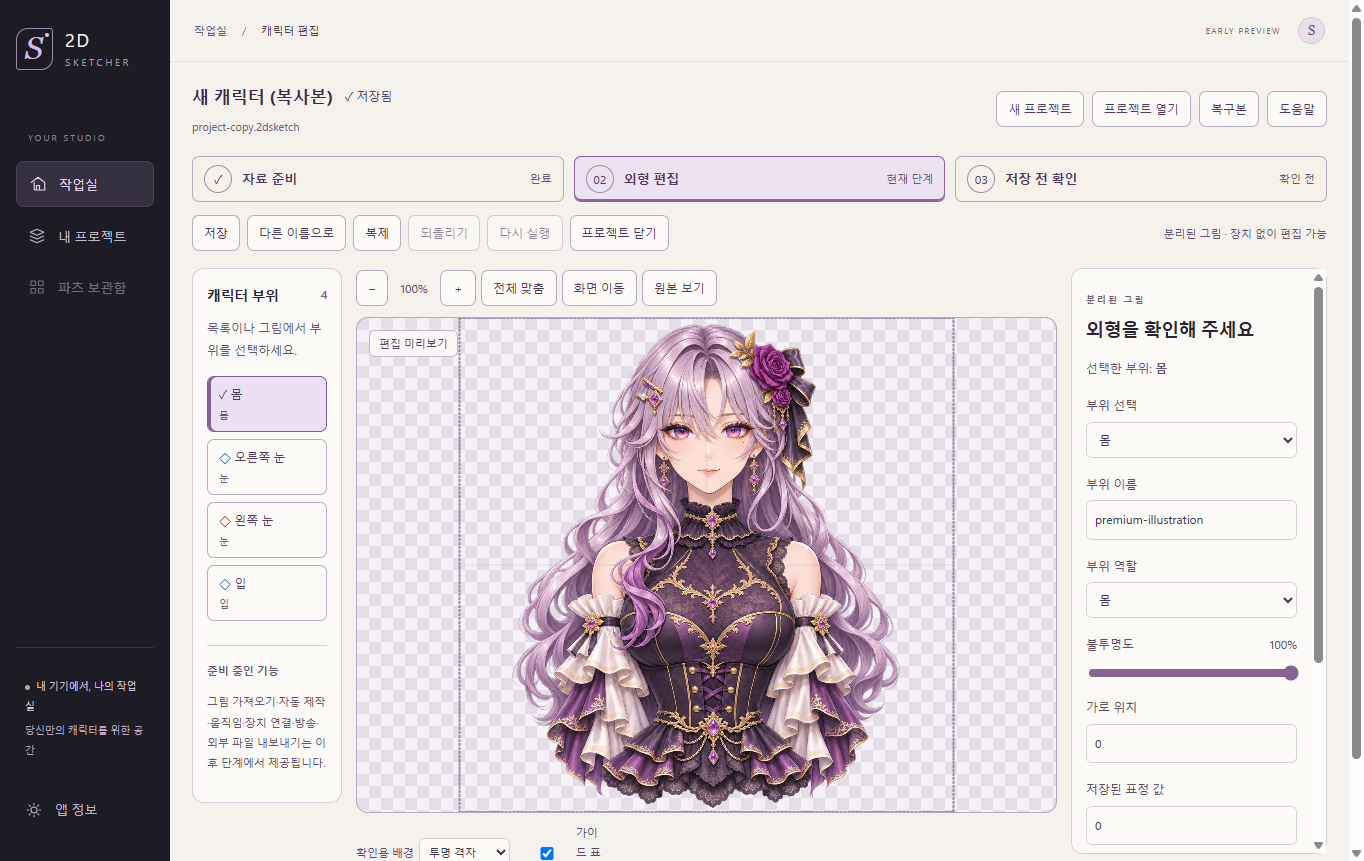 S
2D
SKETCHER
YOUR STUDIO
작업실
내 프로젝트
파츠 보관함
내 기기에서, 나의 작업
실
당신만의 캐릭터를 위한 공
간
앱 정보
작업실 / 캐릭터 편집
EARLY PREVIEW
S
새 캐릭터 (복사본) ✓ 저장됨
project-copy.2dsketch
새 프로젝트
프로젝트 열기
복구본
도움말
✓ 자료 준비 완료
02 외형 편집 현재 단계
03 저장 전 확인 확인 전
저장
다른 이름으로
복제
되돌리기
다시 실행
프로젝트 닫기
분리된 그림 · 장치 없이 편집 가능
캐릭터 부위 4
목록이나 그림에서 부
위를 선택하세요.
✓ 몸
몸
◇ 오른쪽 눈
눈
◇ 왼쪽 눈
눈
◇ 입
입
준비 중인 기능
그림 가져오기·자동 제작
·움직임·장치 연결·방송·
외부 파일 내보내기는 이
후 단계에서 제공됩니다.
− 100% +
전체 맞춤
화면 이동
원본 보기
편집 미리보기
확인용 배경
투명 격자
가이
드 표
분리된 그림
외형을 확인해 주세요
선택한 부위: 몸
부위 선택
몸
부위 이름
premium-illustration
부위 역할
몸
불투명도 100%
가로 위치
0
저장된 표정 값
0